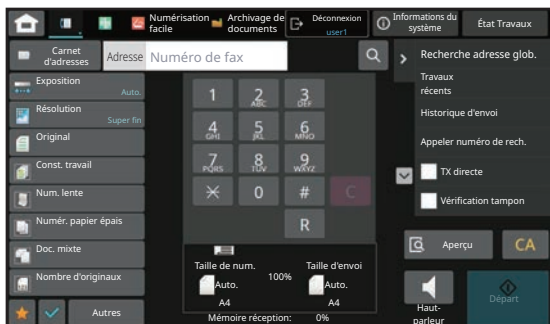 Numérisation
facile
Archivage de
documents
Déconnexion
user1
Informations du
système
État Travaux
Carnet
d'adresses
Adresse
Numéro de fax
Recherche adresse glob.
Exposition
Auto.
Résolution
Super fin
Original
Const. travail
Num. lente
Numér. papier
épais
Doc. mixte
Nombre d'originaux
Autres
1
2
ABC
3
DEF
4
GHI
5
JKL
6
MNO
7
PQRS
8
TUV
9
WXYZ
0
#
C
R
Taille de num.
Auto.
A4
100%
Taille d'envoi
Auto.
A4
Mémoire réception: 0%
Travaux
récents
Historique d'envoi
Appeler numéro de rech.
TX directe
Vérification tampon
Aperçu
CA
Haut-
parleur
Départ